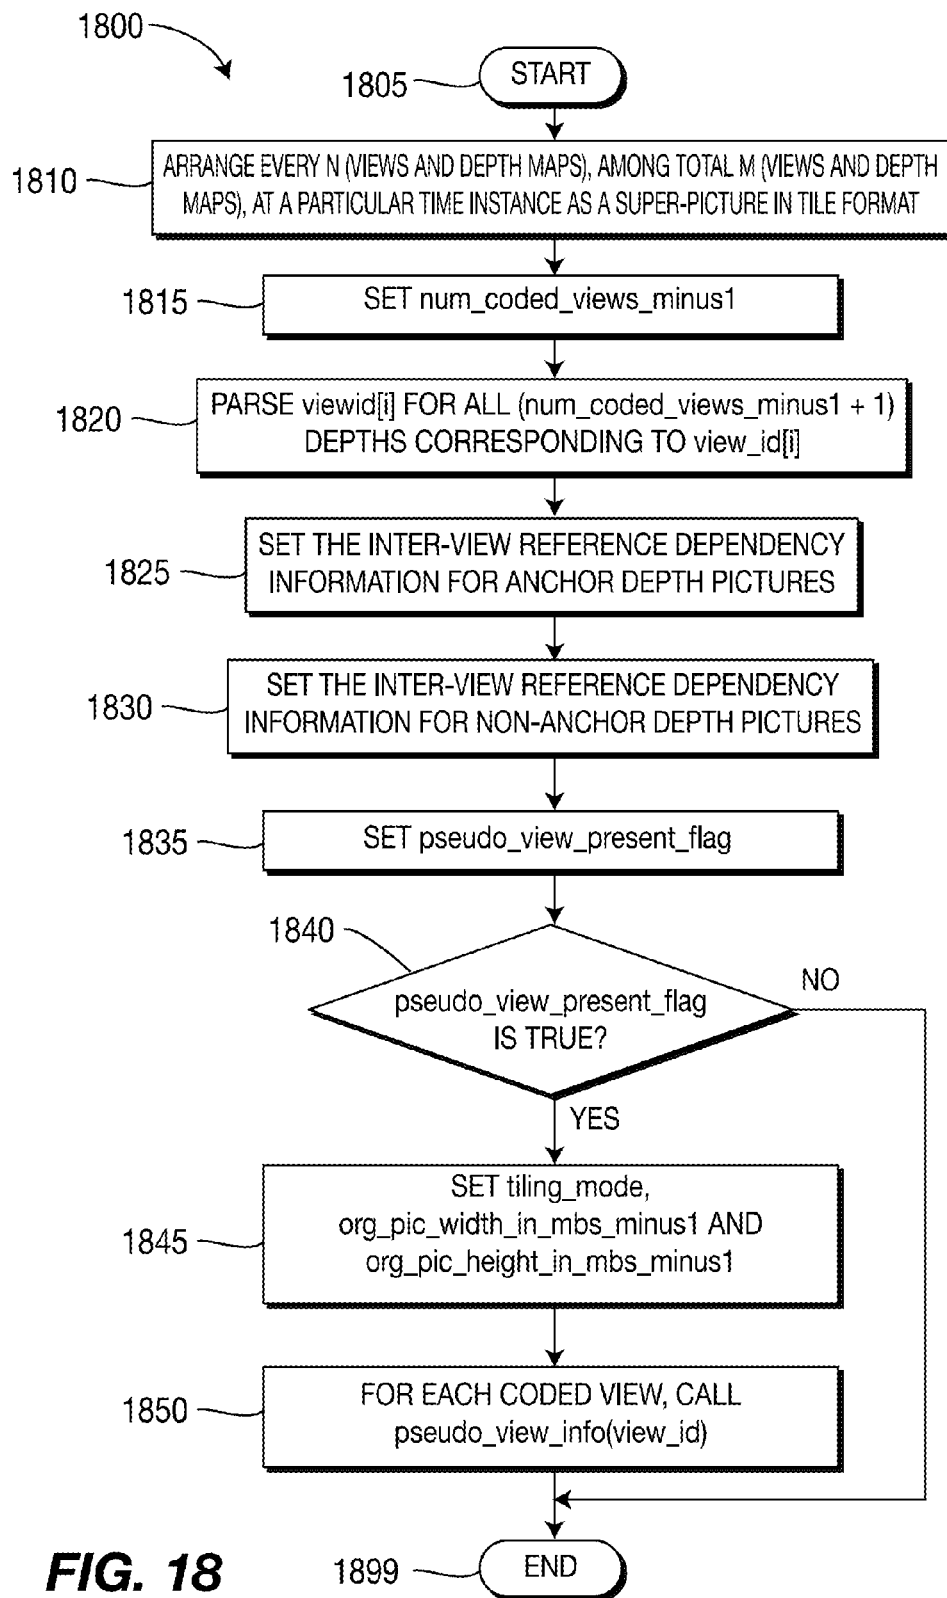 1800
1805
START
1810
ARRANGE EVERY N (VIEWS AND DEPTH MAPS), AMONG TOTAL M (VIEWS AND DEPTH
MAPS), AT A PARTICULAR TIME INSTANCE AS A SUPER-PICTURE IN TILE FORMAT
1815
SET num_coded_views_minus1
1820
PARSE viewid[i] FOR ALL (num_coded_views_minus1 + 1)
DEPTHS CORRESPONDING TO view_id[i]
1825
SET THE INTER-VIEW REFERENCE DEPENDENCY
INFORMATION FOR ANCHOR DEPTH PICTURES
1830
SET THE INTER-VIEW REFERENCE DEPENDENCY
INFORMATION FOR NON-ANCHOR DEPTH PICTURES
1835
SET pseudo_view_present_flag
1840
pseudo_view_present_flag
IS TRUE?
NO
YES
1845
SET tiling_mode,
org_pic_width_in_mbs_minus1 AND
org_pic_height_in_mbs_minus1
1850
FOR EACH CODED VIEW, CALL
pseudo_view_info(view_id)
1899
END
FIG. 18